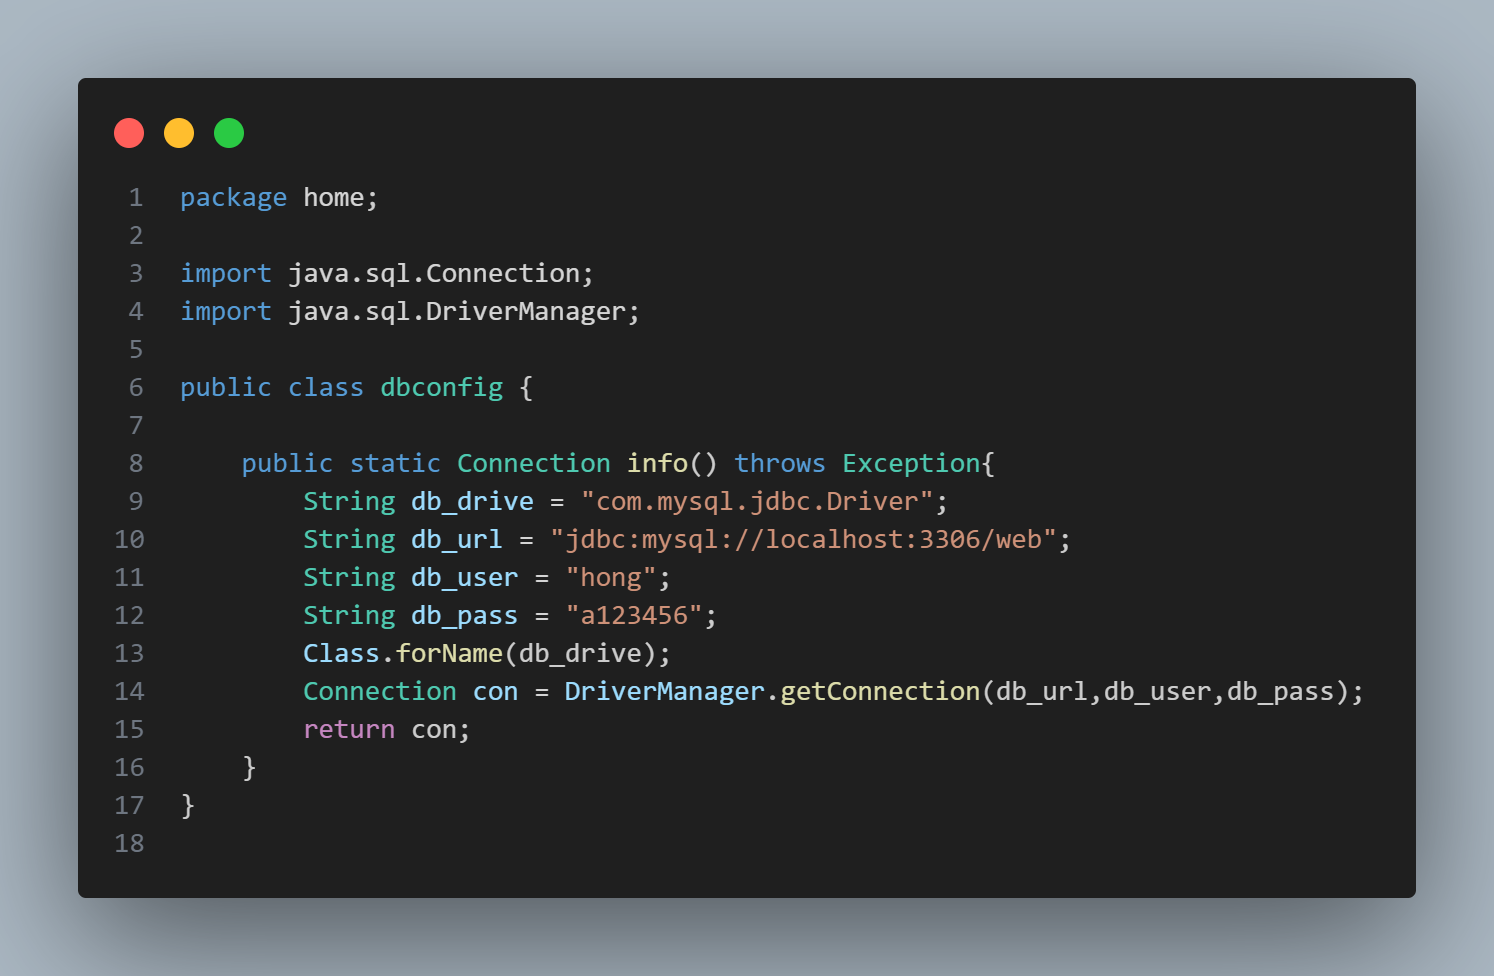 1 package home;
2
3 import java.sql.Connection;
4 import java.sql.DriverManager;
5
6 public class dbconfig {
7
8     public static Connection info() throws Exception{
9         String db_drive = "com.mysql.jdbc.Driver";
10         String db_url = "jdbc:mysql://localhost:3306/web";
11         String db_user = "hong";
12         String db_pass = "a123456";
13         Class.forName(db_drive);
14         Connection con = DriverManager.getConnection(db_url,db_user,db_pass);
15         return con;
16     }
17 }
18